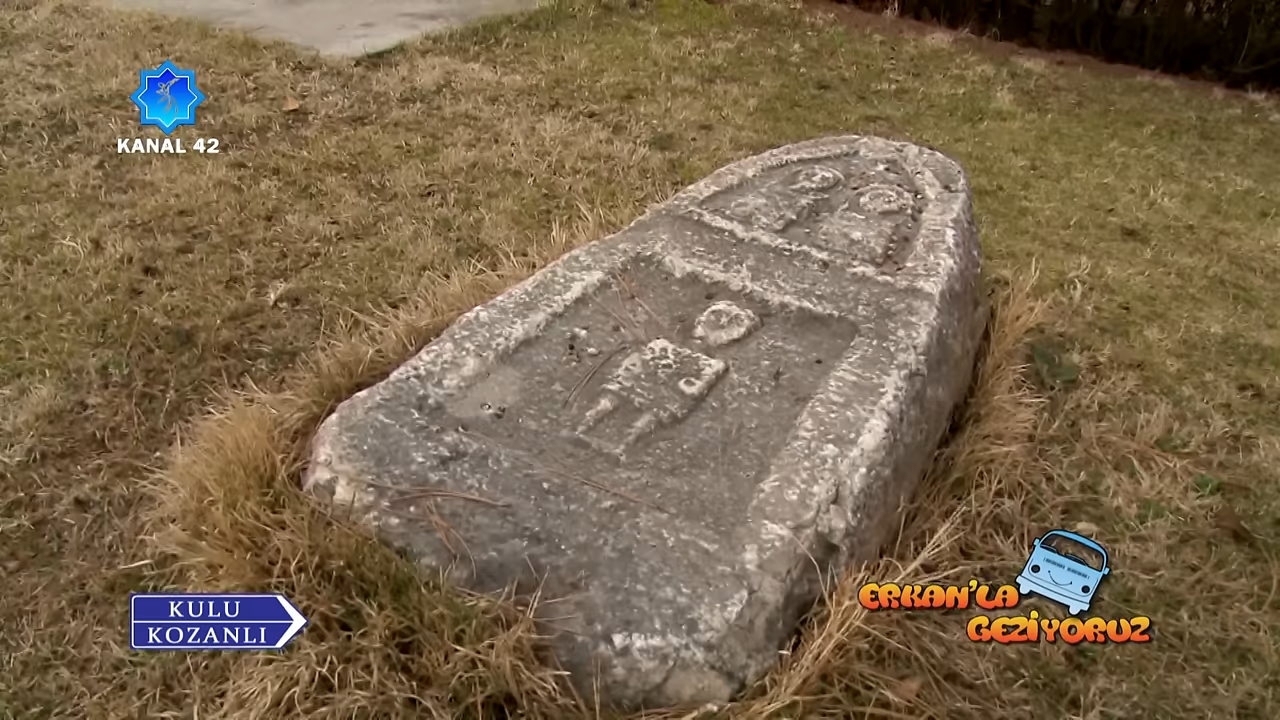 KANAL 42
KULU
KOZANLI
ERKAN'LA
GEZİYORUZ